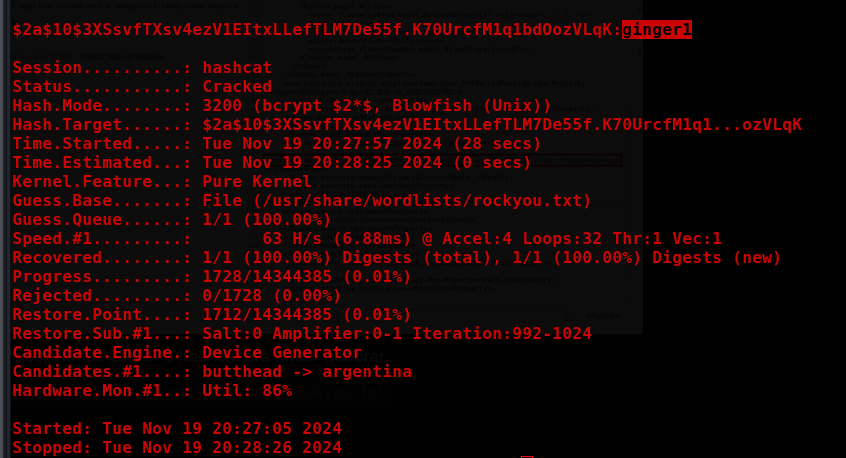 $2a$10$3XSsvfTXsv4ezV1EItxLLefTLM7De55f.K70UrcfM1q1bdOozVLqK:ginger1
Session..........: hashcat
Status...........: Cracked
Hash.Mode........: 3200 (bcrypt $2*$, Blowfish (Unix))
Hash.Target......: $2a$10$3XSsvfTXsv4ezV1EItxLLefTLM7De55f.K70UrcfM1q1...ozVLqK
Time.Started.....: Tue Nov 19 20:27:57 2024 (28 secs)
Time.Estimated...: Tue Nov 19 20:28:25 2024 (0 secs)
Kernel.Feature...: Pure Kernel
Guess.Base.......: File (/usr/share/wordlists/rockyou.txt)
Guess.Queue......: 1/1 (100.00%)
Speed.#1.........:       63 H/s (6.88ms) @ Accel:4 Loops:32 Thr:1 Vec:1
Recovered........: 1/1 (100.00%) Digests (total), 1/1 (100.00%) Digests (new)
Progress.........: 1728/14344385 (0.01%)
Rejected.........: 0/1728 (0.00%)
Restore.Point....: 1712/14344385 (0.01%)
Restore.Sub.#1...: Salt:0 Amplifier:0-1 Iteration:992-1024
Candidate.Engine.: Device Generator
Candidates.#1....: butthead -> argentina
Hardware.Mon.#1..: Util: 86%
Started: Tue Nov 19 20:27:05 2024
Stopped: Tue Nov 19 20:28:26 2024